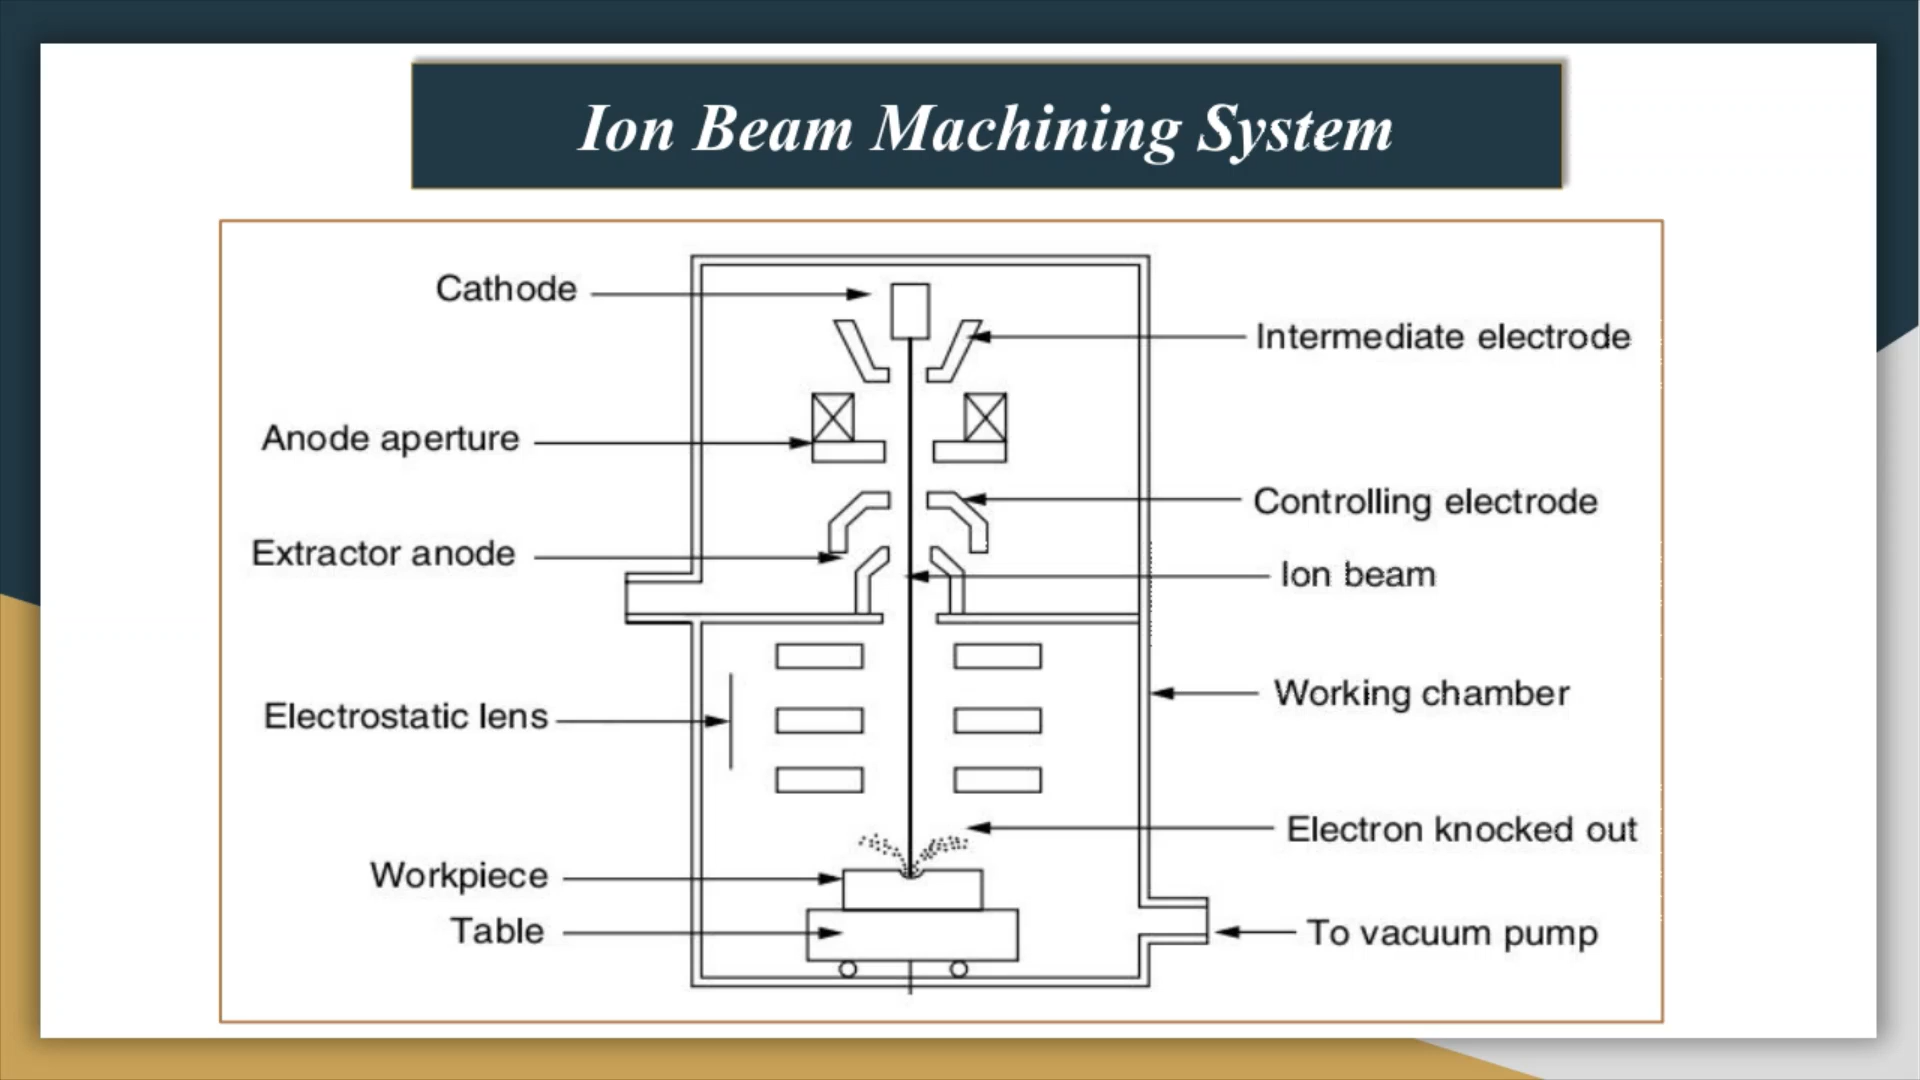 Ion Beam Machining System
Cathode
Intermediate electrode
Anode aperture
Controlling electrode
Extractor anode
Ion beam
Working chamber
Electrostatic lens
Electron knocked out
Workpiece
Table
To vacuum pump